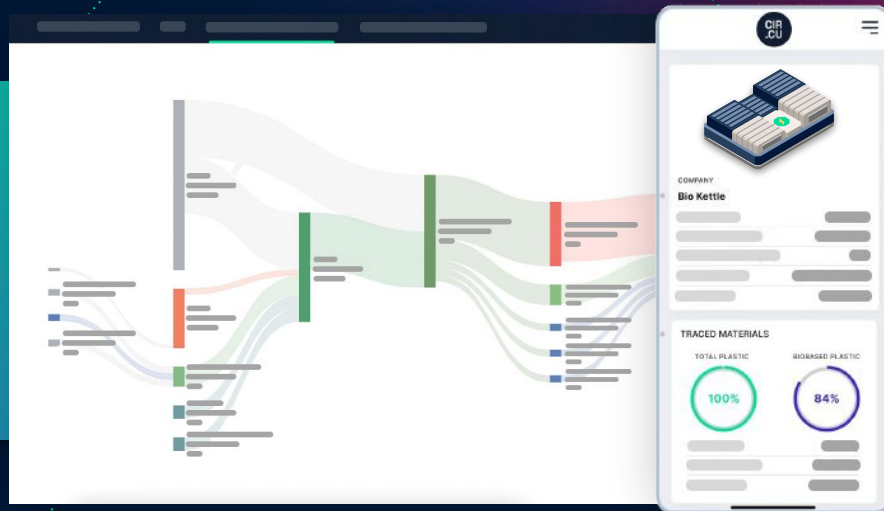 CIR
.CU
COMPANY
Bio Kettle
TRACED MATERIALS
TOTAL PLASTIC
BIOBASED PLASTIC
100%
84%